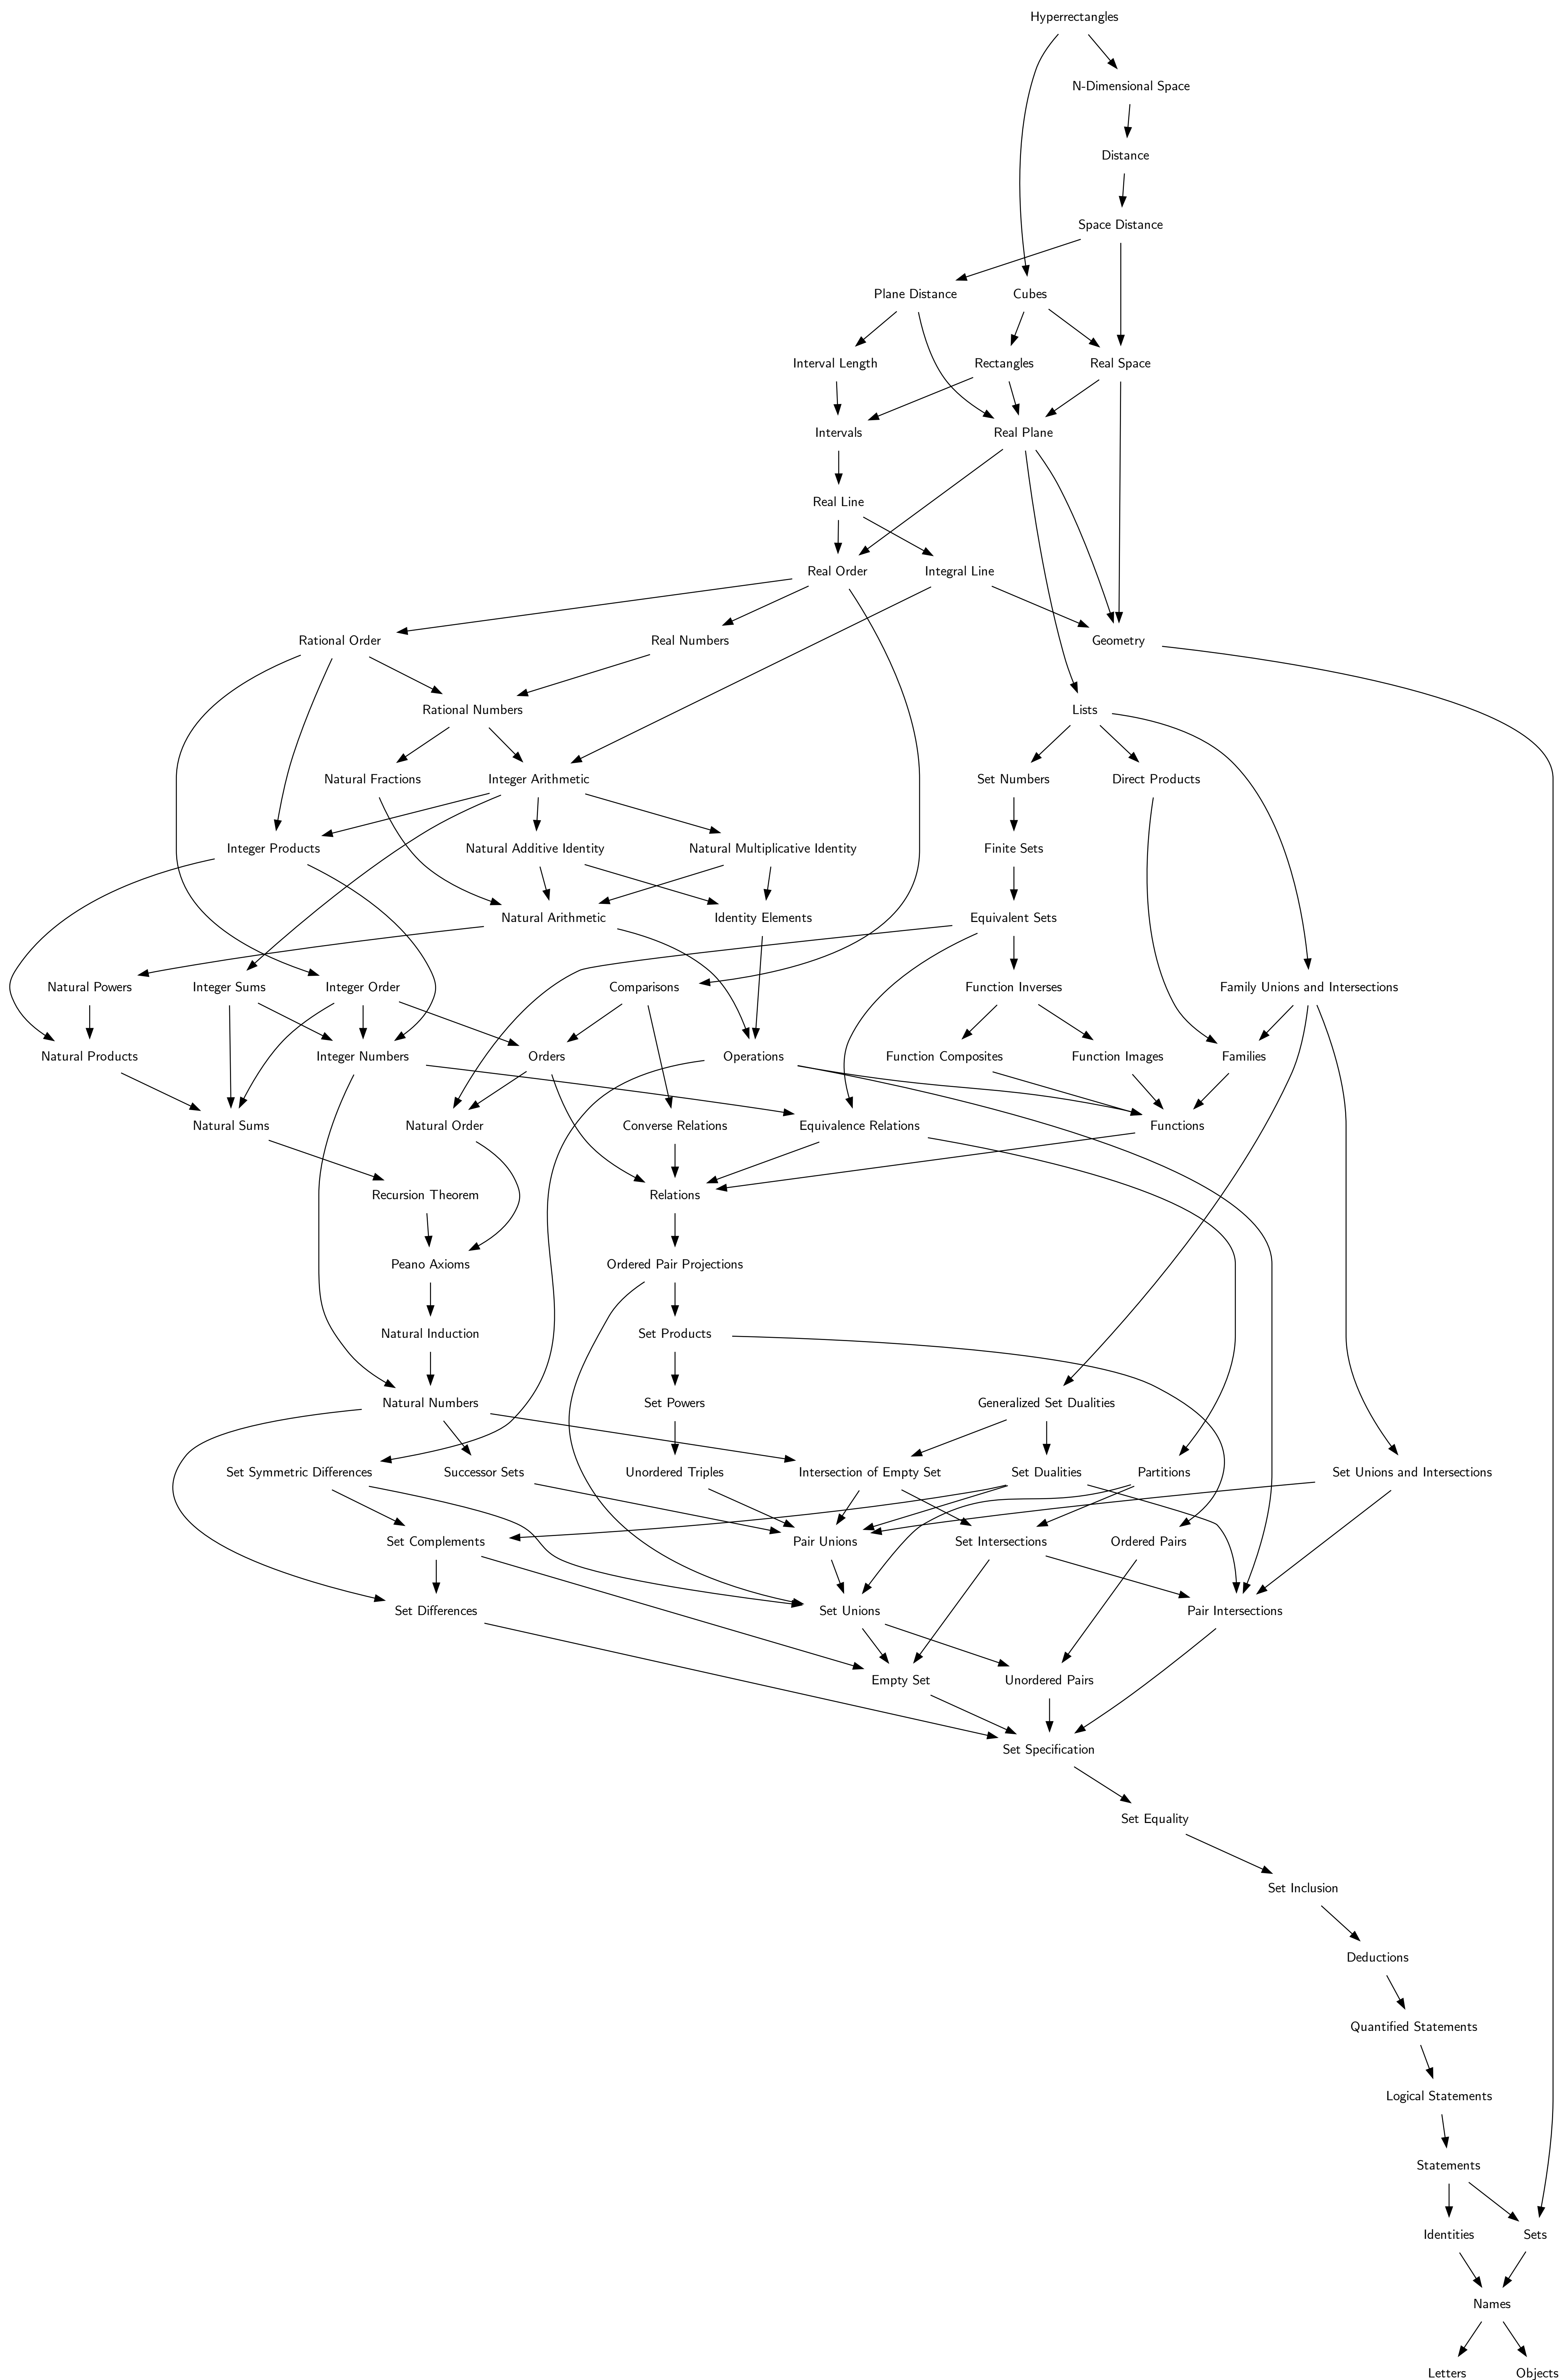 Hyperrectangles
N-Dimensional Space
Distance
Space Distance
Plane Distance
Cubes
Interval Length
Rectangles
Real Space
Intervals
Real Plane
Real Line
Real Order
Integral Line
Rational Order
Real Numbers
Geometry
Rational Numbers
Lists
Natural Fractions
Integer Arithmetic
Set Numbers
Direct Products
Integer Products
Natural Additive Identity
Natural Multiplicative Identity
Finite Sets
Natural Arithmetic
Identity Elements
Equivalent Sets
Natural Powers
Integer Sums
Integer Order
Comparisons
Function Inverses
Family Unions and Intersections
Natural Products
Integer Numbers
Orders
Operations
Function Composites
Function Images
Families
Natural Sums
Natural Order
Converse Relations
Equivalence Relations
Functions
Recursion Theorem
Relations
Peano Axioms
Ordered Pair Projections
Natural Induction
Set Products
Natural Numbers
Set Powers
Generalized Set Dualities
Set Symmetric Differences
Successor Sets
Unordered Triples
Intersection of Empty Set
Set Dualities
Partitions
Set Unions and Intersections
Set Complements
Pair Unions
Set Intersections
Ordered Pairs
Set Differences
Set Unions
Pair Intersections
Empty Set
Unordered Pairs
Set Specification
Set Equality
Set Inclusion
Deductions
Quantified Statements
Logical Statements
Statements
Identities
Sets
Names
Letters
Objects